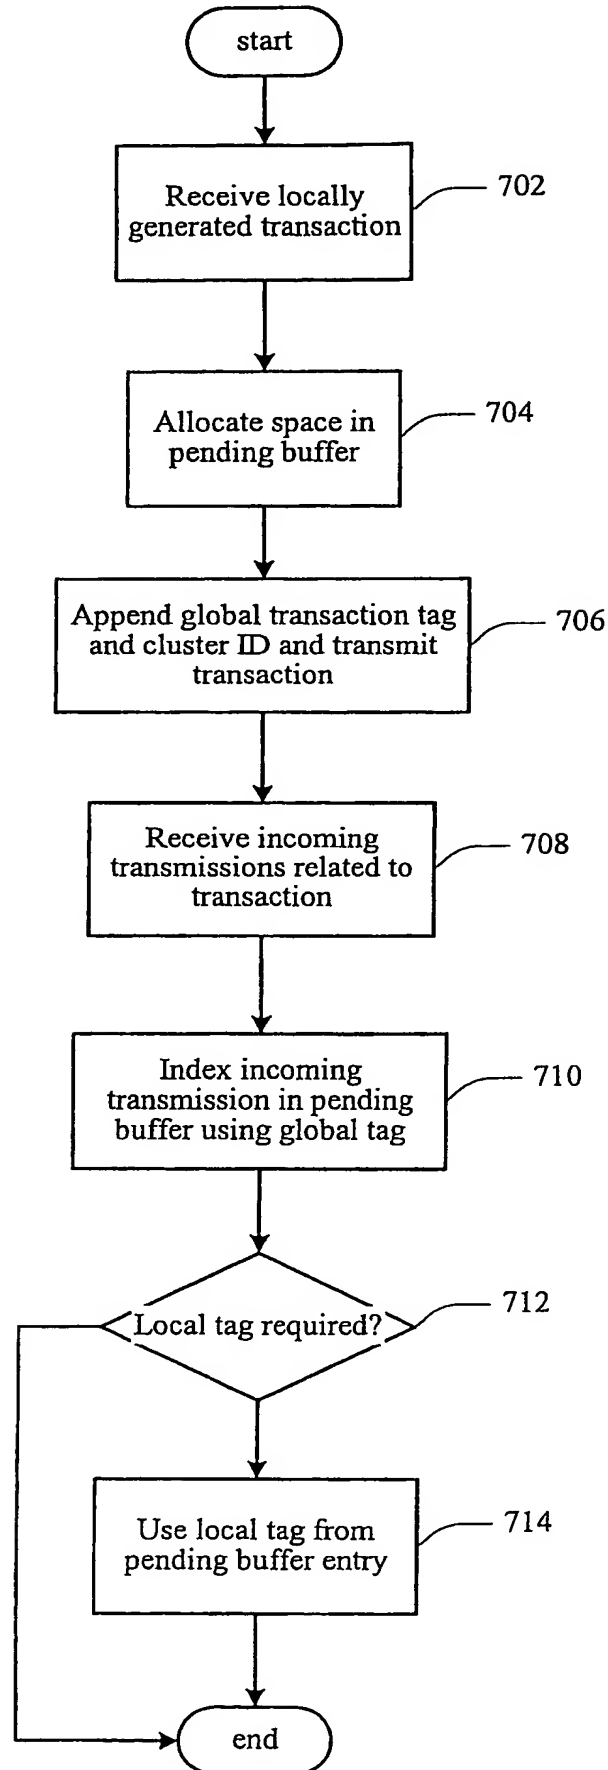 start
Receive locally
generated transaction
702
Allocate space in
pending buffer
704
Append global transaction tag
and cluster ID and transmit
transaction
706
Receive incoming
transmissions related to
transaction
708
Index incoming
transmission in pending
buffer using global tag
710
Local tag required?
712
Use local tag from
pending buffer entry
714
end